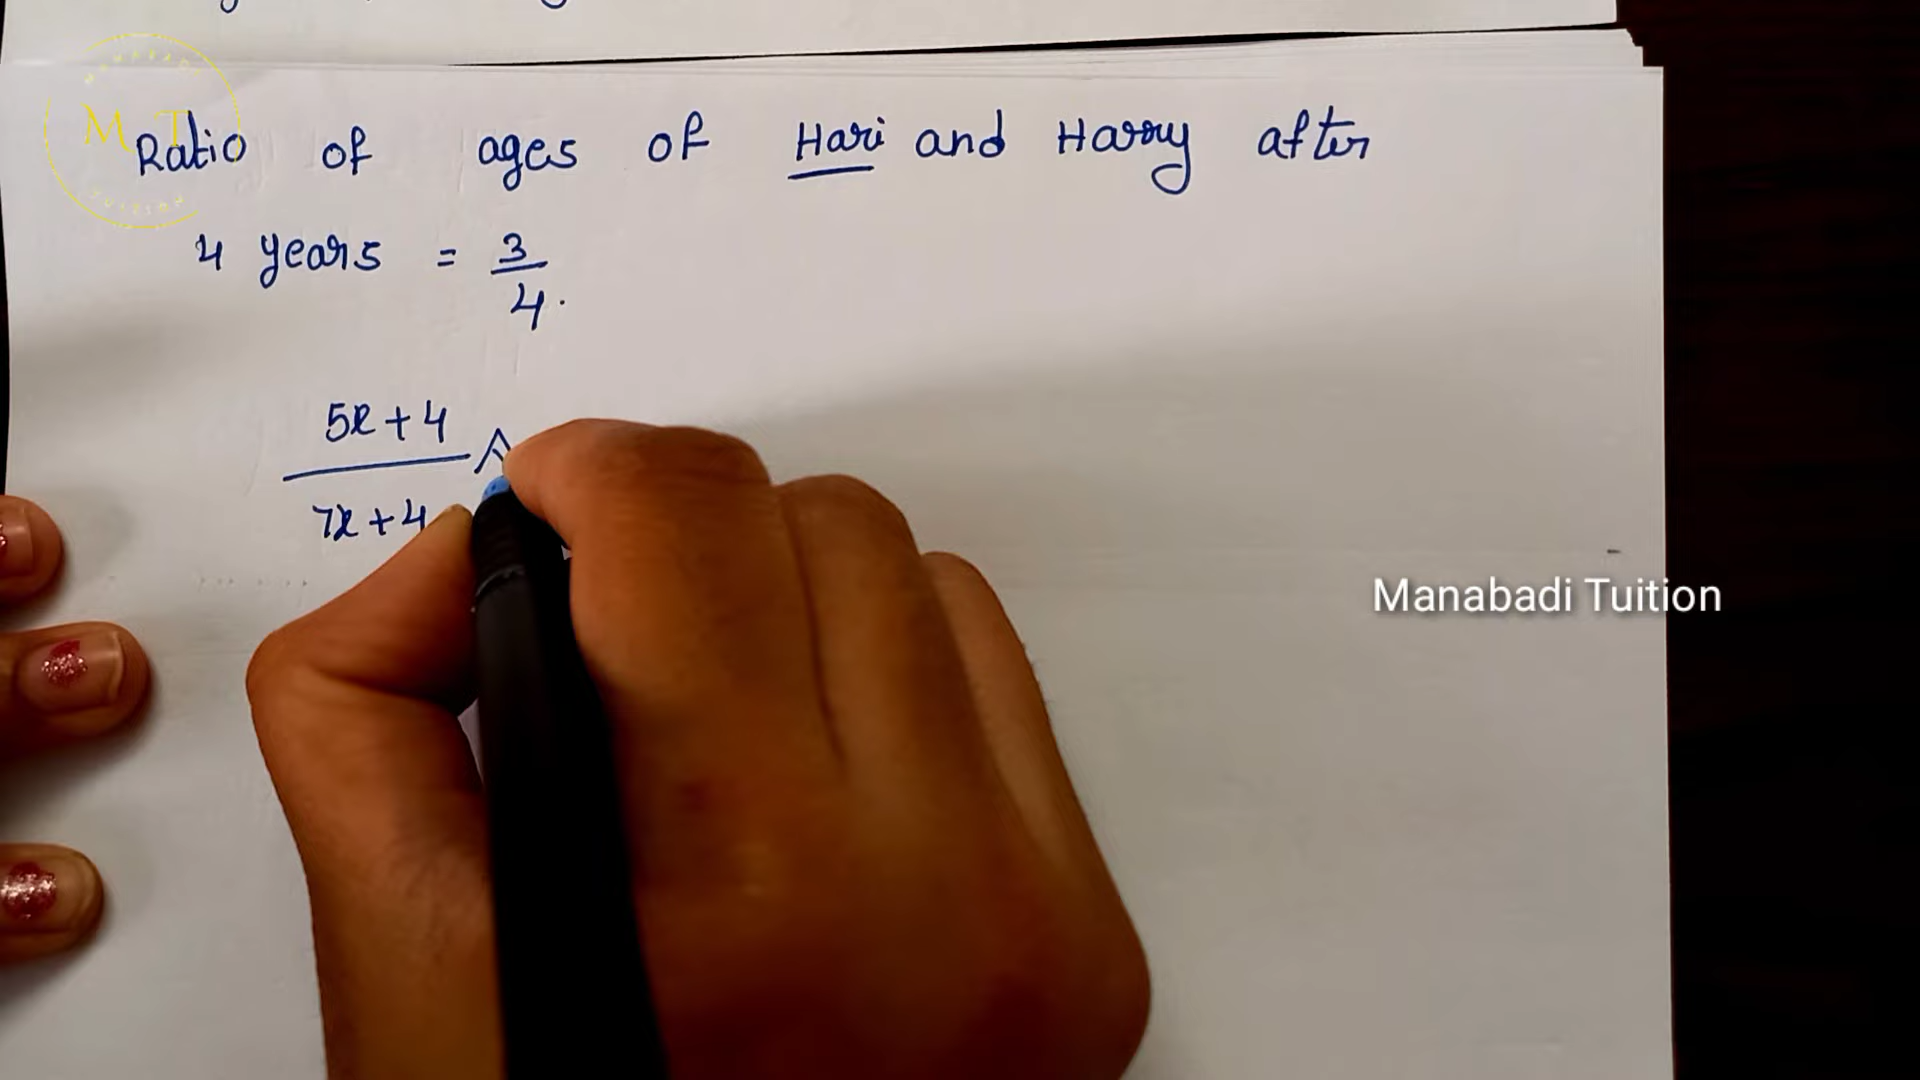 M T
Ratio of ages of Hari and Harry after
4 years = 3/4.
5x+4
7x+4
Manabadi Tuition